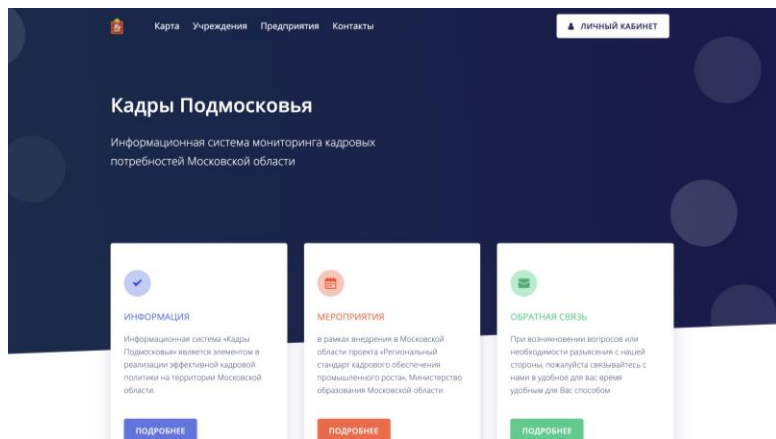 Карта Учреждения Предприятия Контакты
ЛИЧНЫЙ КАБИНЕТ
Кадры Подмосковья
Информационная система мониторинга кадровых
потребностей Московской области
ИНФОРМАЦИЯ
Информационная система «Кадры
Подмосковья» является элементом в
реализации эффективной кадровой
политики на территории Московской
области.
ПОДРОБНЕЕ
МЕРОПРИЯТИЯ
в рамках внедрения в Московской
области проекта «Региональный
стандарт кадрового обеспечения
промышленного роста», Министерство
образования Московской области
ПОДРОБНЕЕ
ОБРАТНАЯ СВЯЗЬ
При возникновении вопросов или
необходимости разъяснения с нашей
стороны, пожалуйста связывайтесь с
нами в удобное для вас время
удобным для Вас способом
ПОДРОБНЕЕ